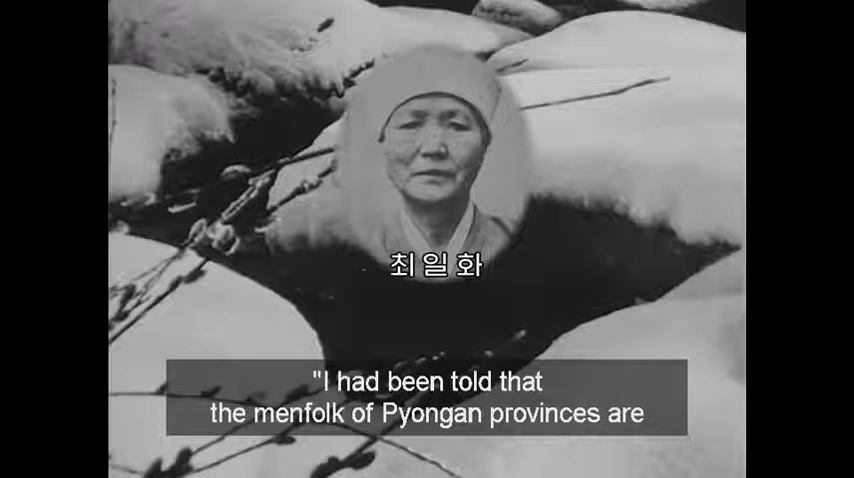 최일화
"I had been told that
the menfolk of Pyongan provinces are